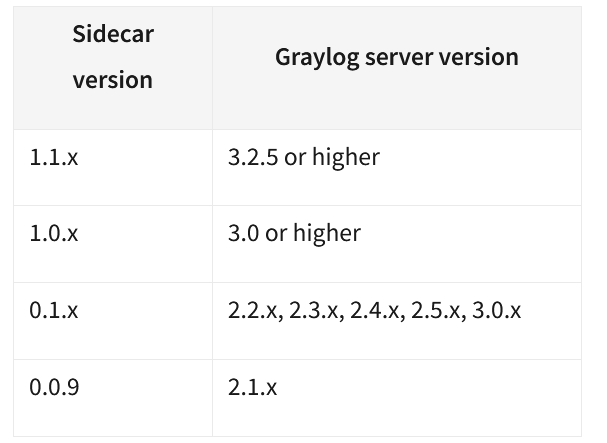 Sidecar
version
Graylog server version
1.1.x
3.2.5 or higher
1.0.x
3.0 or higher
0.1.x
2.2.x, 2.3.x, 2.4.x, 2.5.x, 3.0.x
0.0.9
2.1.x